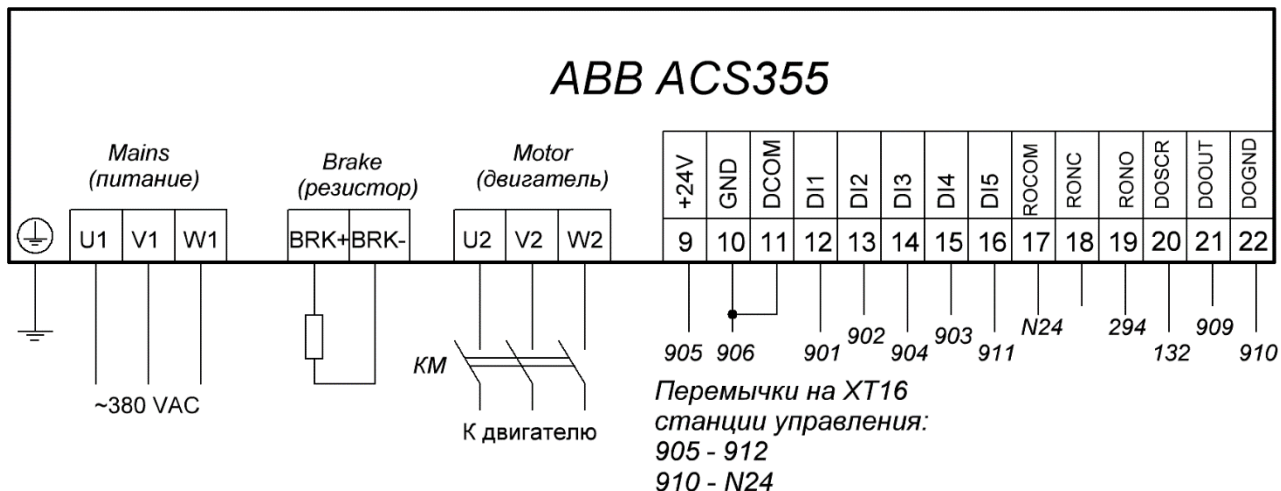 ABB ACS355
Mains
(питание)
Brake
(резистор)
Motor
(двигатель)
+24V GND DCOM DI1 DI2 DI3 DI4 DI5 ROCOM RONC RONO DOSCR DOOUT DOGND
U1 V1 W1 BRK+ BRK- U2 V2 W2 9 10 11 12 13 14 15 16 17 18 19 20 21 22
905 906 901 902 904 903 911 N24 294 132 909 910
КМ
~380 VAC
К двигателю
Перемычки на XT16
станции управления:
905 - 912
910 - N24